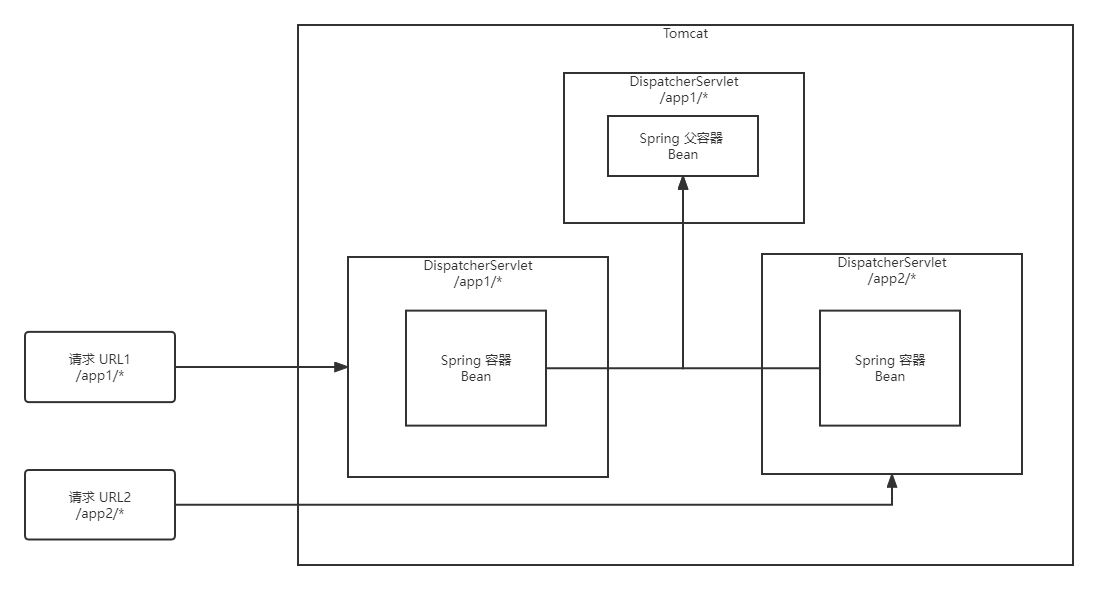 Tomcat
DispatcherServlet
/app1/*
Spring 父容器
Bean
DispatcherServlet
/app1/*
Spring 容器
Bean
DispatcherServlet
/app2/*
Spring 容器
Bean
请求 URL1
/app1/*
请求 URL2
/app2/*